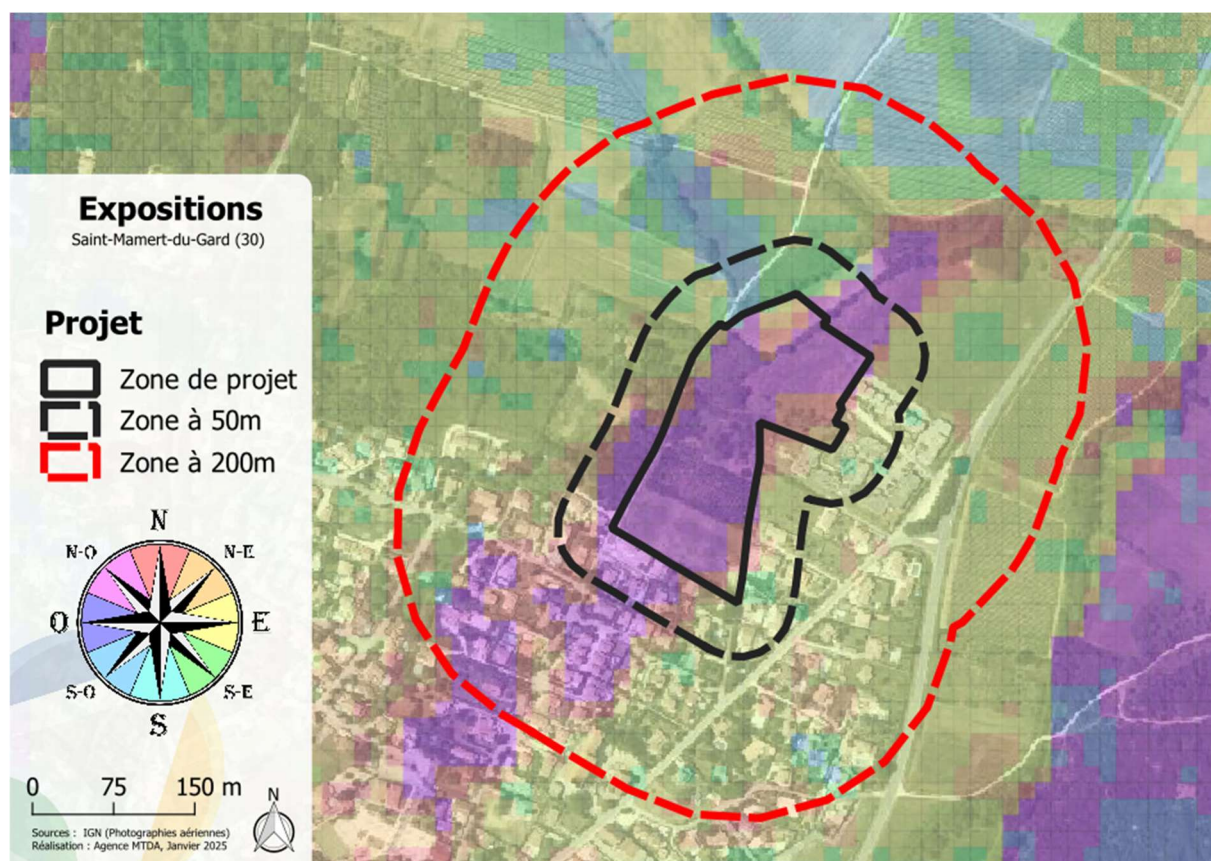 Expositions
Saint-Mamert-du-Gard (30)
Projet
Zone de projet
Zone à 50m
Zone à 200m
N
N-O
N-E
O
E
S-O
S-E
S
0 75 150 m
N
Sources : IGN (Photographies aériennes)
Réalisation : Agence MTDA, Janvier 2025